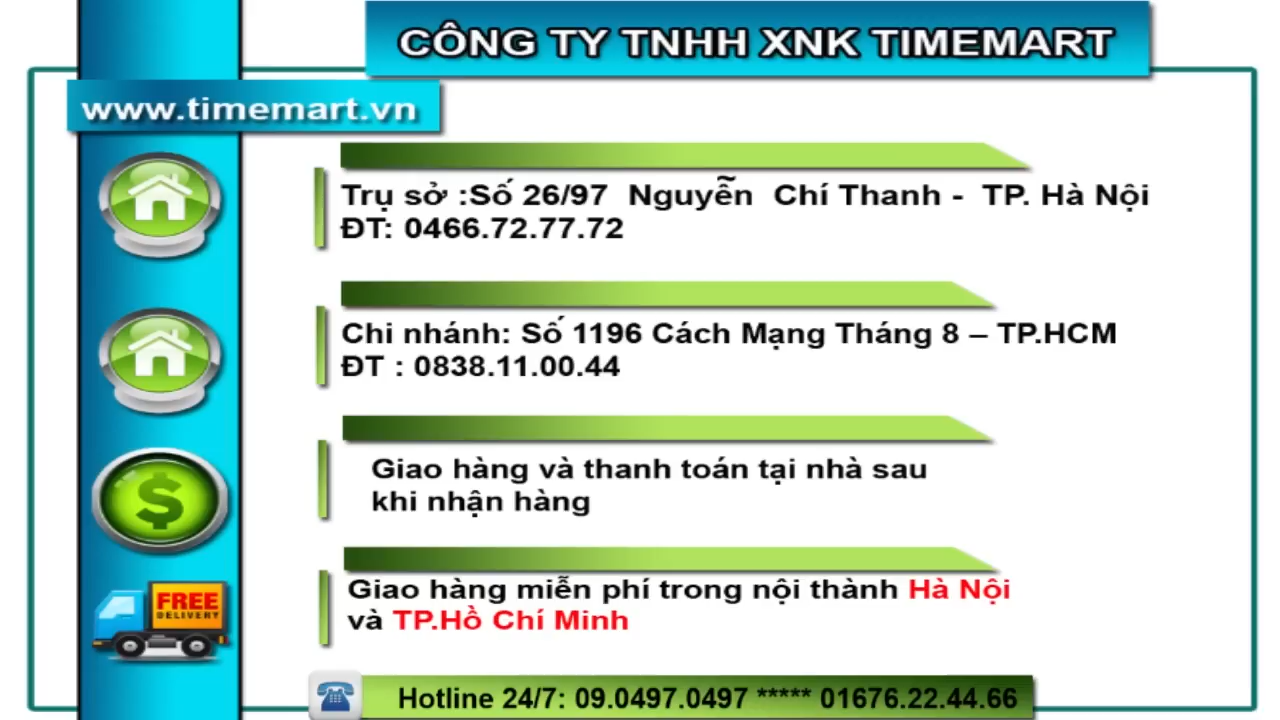 CÔNG TY TNHH XNK TIMEMART
www.timemart.vn
Trụ sở :Số 26/97 Nguyễn Chí Thanh - TP. Hà Nội
ĐT: 0466.72.77.72
Chi nhánh: Số 1196 Cách Mạng Tháng 8 – TP.HCM
ĐT : 0838.11.00.44
$
Giao hàng và thanh toán tại nhà sau
khi nhận hàng
FREE
DELIVERY
Giao hàng miễn phí trong nội thành Hà Nội
và TP.Hồ Chí Minh
Hotline 24/7: 09.0497.0497 ***** 01676.22.44.66